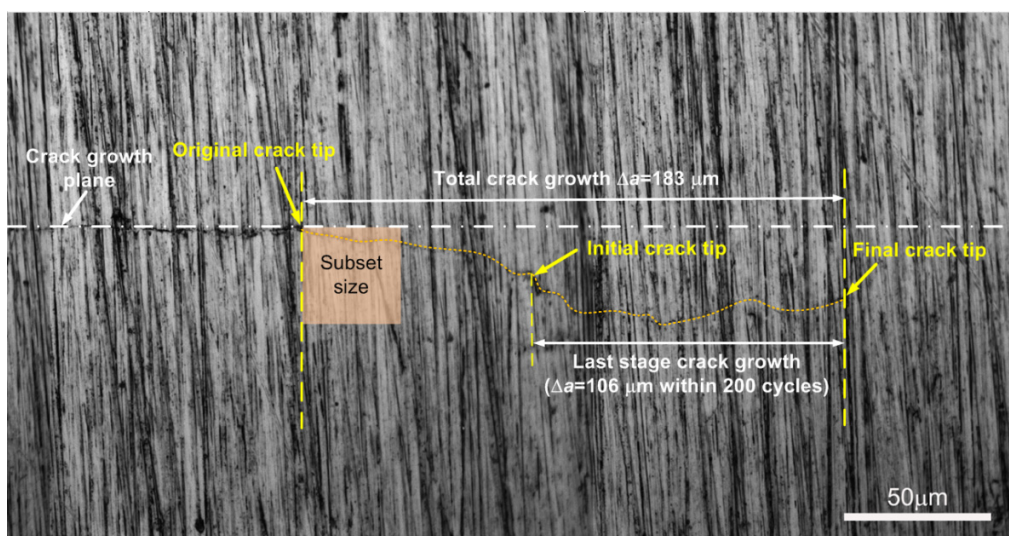 Original crack tip
Crack growth
plane
Total crack growth Δa=183 μm
Initial crack tip
Final crack tip
Subset
size
Last stage crack growth
(Δa=106 μm within 200 cycles)
50μm